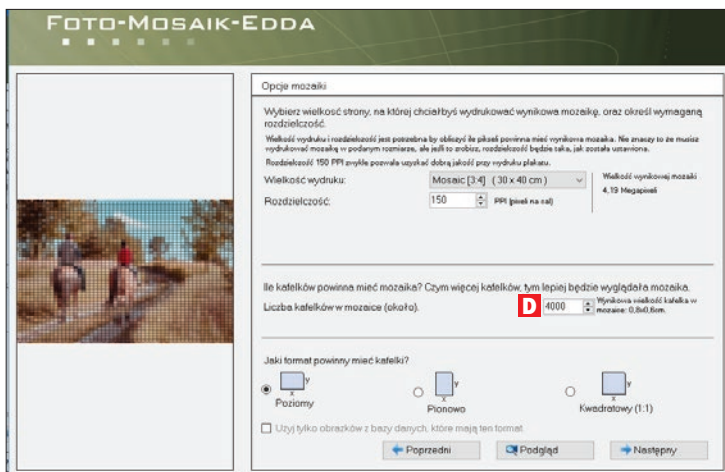 FOTO-MOSAIK-EDDA
Opcje mozaiki
Wybierz wielkość strony, na której chciałbyś wydrukować wynikowa mozaikę, oraz określ wymaganą
rozdzielczość.
Wielkość wydruku i rozdzielczość jest potrzebna by obliczyć ile pikseli powinna mieć wynikowa mozaika. Nie znaczy to że musisz
wydrukować mozaikę w podanym rozmiarze, ale jeśli to zrobisz, rozdzielczość będzie taka, jak została ustawiona.
Rozdzielczość 150 PPI zwykle pozwala uzyskać dobrą jakość przy wydruku plakatu.
Wielkość wydruku: Mosaic [3:4] ( 30 x 40 cm ) Wielkość wynikowej mozaiki
4,19 Megapixeli
Rozdzielczość: 150 PPI (pixeli na cal)
Ile kafelków powinna mieć mozaika? Czym więcej kafelków, tym lepiej będzie wyglądała mozaika.
Liczba kafelków w mozaice (około). D 4000 Wynikowa wielkość kafelka w
mozaice: 0,8x0,6cm.
Jaki format powinny mieć kafelki?
y y y
x x x
Poziomy Pionowo Kwadratowy (1:1)
Użyj tylko obrazków z bazy danych, które mają ten format
Poprzedni Podgląd Następny